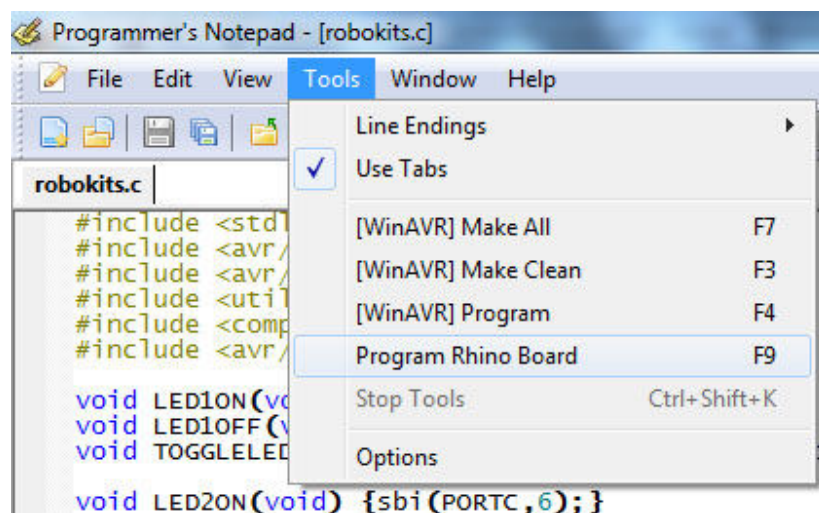 Programmer's Notepad - [robokits.c]
File Edit View Tools Window Help
Line Endings
Use Tabs
robokits.c
[WinAVR] Make All F7
[WinAVR] Make Clean F3
[WinAVR] Program F4
Program Rhino Board F9
Stop Tools Ctrl+Shift+K
Options
#include <stdl
#include <avr/
#include <avr/
#include <util
#include <comp
#include <avr/
void LED1ON(vo
void LED1OFF(v
void TOGGLELED
void LED2ON(void) {sbi(PORTC,6);}